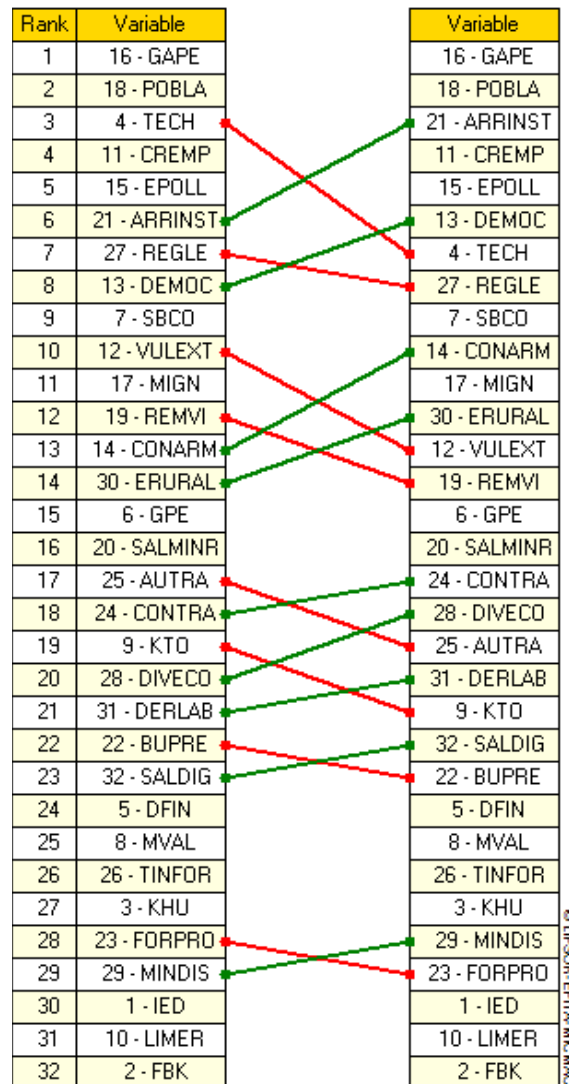 Rank Variable Variable
1 16 - GAPE 16 - GAPE
2 18 - POBLA 18 - POBLA
3 4 - TECH 21 - ARRINST
4 11 - CREMP 11 - CREMP
5 15 - EPOLL 15 - EPOLL
6 21 - ARRINST 13 - DEMOC
7 27 - REGLE 4 - TECH
8 13 - DEMOC 27 - REGLE
9 7 - SBCO 7 - SBCO
10 12 - VULEXT 14 - CONARM
11 17 - MIGN 17 - MIGN
12 19 - REMVI 30 - ERURAL
13 14 - CONARM 12 - VULEXT
14 30 - ERURAL 19 - REMVI
15 6 - GPE 6 - GPE
16 20 - SALMINR 20 - SALMINR
17 25 - AUTRA 24 - CONTRA
18 24 - CONTRA 28 - DIVECO
19 9 - KTO 25 - AUTRA
20 28 - DIVECO 31 - DERLAB
21 31 - DERLAB 9 - KTO
22 22 - BUPRE 32 - SALDIG
23 32 - SALDIG 22 - BUPRE
24 5 - DFIN 5 - DFIN
25 8 - MVAL 8 - MVAL
26 26 - TINFOR 26 - TINFOR
27 3 - KHU 3 - KHU
28 23 - FORPRO 29 - MINDIS
29 29 - MINDIS 23 - FORPRO
30 1 - IED 1 - IED
31 10 - LIMER 10 - LIMER
32 2 - FBK 2 - FBK